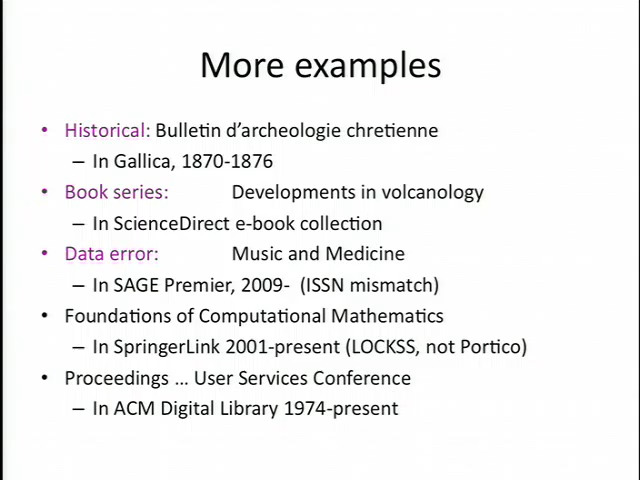 More examples
• Historical: Bulletin d'archeologie chretienne
– In Gallica, 1870-1876
• Book series: Developments in volcanology
– In ScienceDirect e-book collection
• Data error: Music and Medicine
– In SAGE Premier, 2009- (ISSN mismatch)
• Foundations of Computational Mathematics
– In SpringerLink 2001-present (LOCKSS, not Portico)
• Proceedings … User Services Conference
– In ACM Digital Library 1974-present